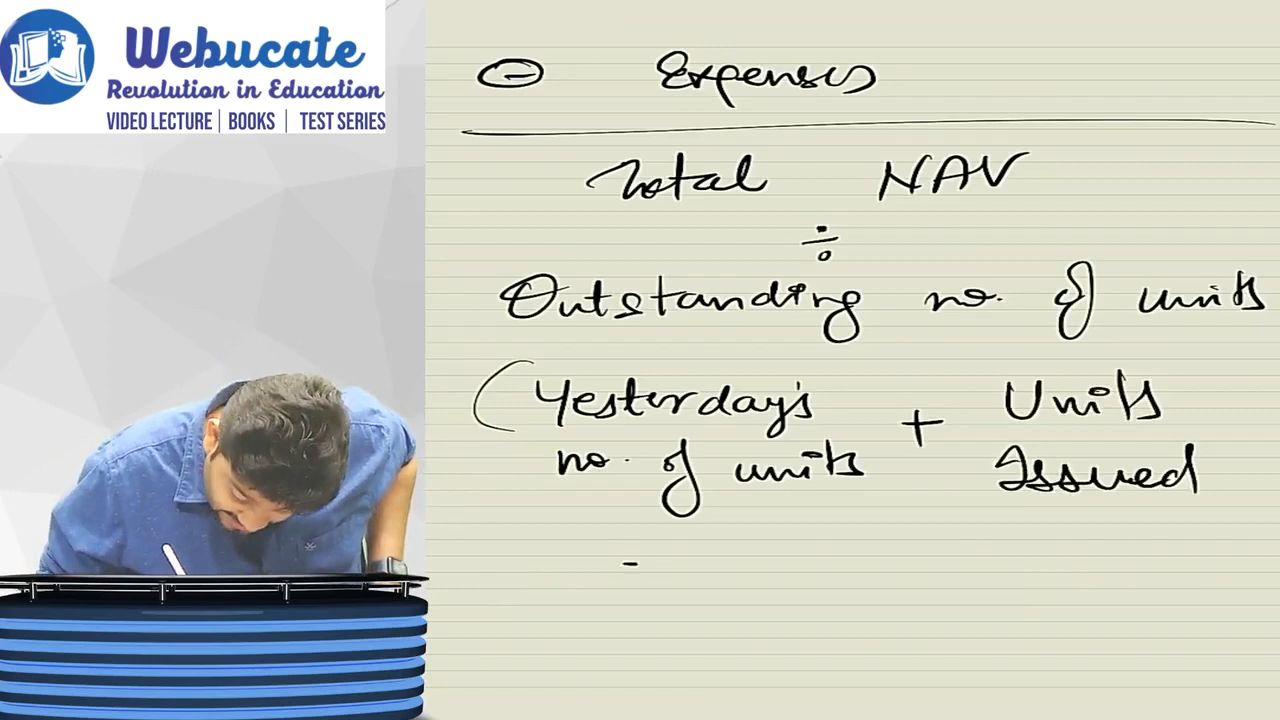 Webucate
Revolution in Education
VIDEO LECTURE | BOOKS | TEST SERIES
⊖ Expenses
Total NAV
÷
Outstanding no. of units
(Yesterday's + Units
no. of units Issued
-